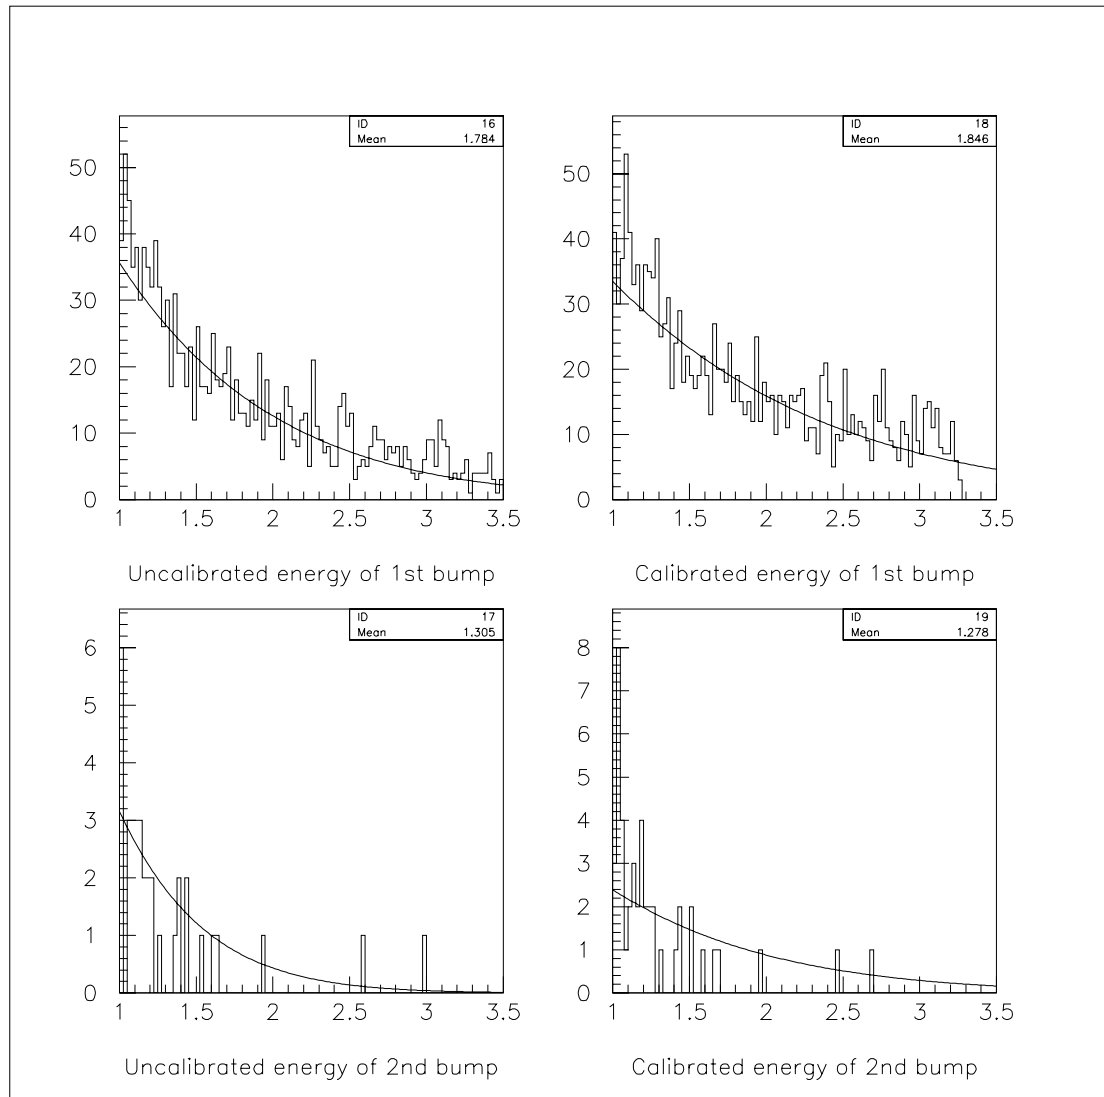 ID 16
Mean 1.784
50
40
30
20
10
0
1 1.5 2 2.5 3 3.5
Uncalibrated energy of 1st bump
ID 18
Mean 1.846
50
40
30
20
10
0
1 1.5 2 2.5 3 3.5
Calibrated energy of 1st bump
ID 17
Mean 1.305
6
5
4
3
2
1
0
1 1.5 2 2.5 3 3.5
Uncalibrated energy of 2nd bump
ID 19
Mean 1.278
8
7
6
5
4
3
2
1
0
1 1.5 2 2.5 3 3.5
Calibrated energy of 2nd bump